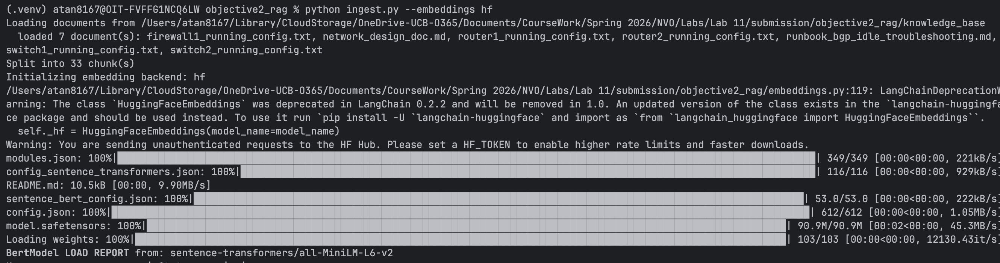 (.venv) atan8167@OIT-FVFFG1NCQ6LW objective2_rag % python ingest.py --embeddings hf
Loading documents from /Users/atan8167/Library/CloudStorage/OneDrive-UCB-O365/Documents/CourseWork/Spring 2026/NVO/Labs/Lab 11/submission/objective2_rag/knowledge_base
  loaded 7 document(s): firewall1_running_config.txt, network_design_doc.md, router1_running_config.txt, router2_running_config.txt, runbook_bgp_idle_troubleshooting.md,
switch1_running_config.txt, switch2_running_config.txt
Split into 33 chunk(s)
Initializing embedding backend: hf
/Users/atan8167/Library/CloudStorage/OneDrive-UCB-O365/Documents/CourseWork/Spring 2026/NVO/Labs/Lab 11/submission/objective2_rag/embeddings.py:119: LangChainDeprecationW
arning: The class `HuggingFaceEmbeddings` was deprecated in LangChain 0.2.2 and will be removed in 1.0. An updated version of the class exists in the `langchain-huggingfa
ce package and should be used instead. To use it run `pip install -U `langchain-huggingface` and import as `from `langchain_huggingface import HuggingFaceEmbeddings``.
  self._hf = HuggingFaceEmbeddings(model_name=model_name)
Warning: You are sending unauthenticated requests to the HF Hub. Please set a HF_TOKEN to enable higher rate limits and faster downloads.
modules.json: 100%| | 349/349 [00:00<00:00, 221kB/s]
config_sentence_transformers.json: 100%| | 116/116 [00:00<00:00, 929kB/s]
README.md: 10.5kB [00:00, 9.90MB/s]
sentence_bert_config.json: 100%| | 53.0/53.0 [00:00<00:00, 222kB/s]
config.json: 100%| | 612/612 [00:00<00:00, 1.05MB/s]
model.safetensors: 100%| | 90.9M/90.9M [00:02<00:00, 45.3MB/s]
Loading weights: 100%| | 103/103 [00:00<00:00, 12130.43it/s]
BertModel LOAD REPORT from: sentence-transformers/all-MiniLM-L6-v2